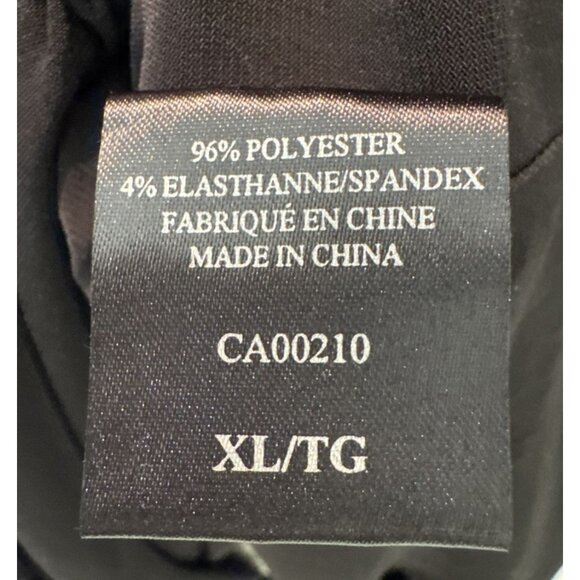 96% POLYESTER
4% ELASTHANNE/SPANDEX
FABRIQUÉ EN CHINE
MADE IN CHINA
CA00210
XL/TG